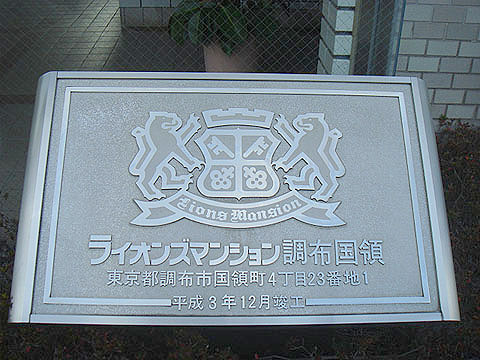 Lions Mansion
ライオンズマンション調布国領
東京都調布市国領町4丁目23番地1
平成3年12月竣工